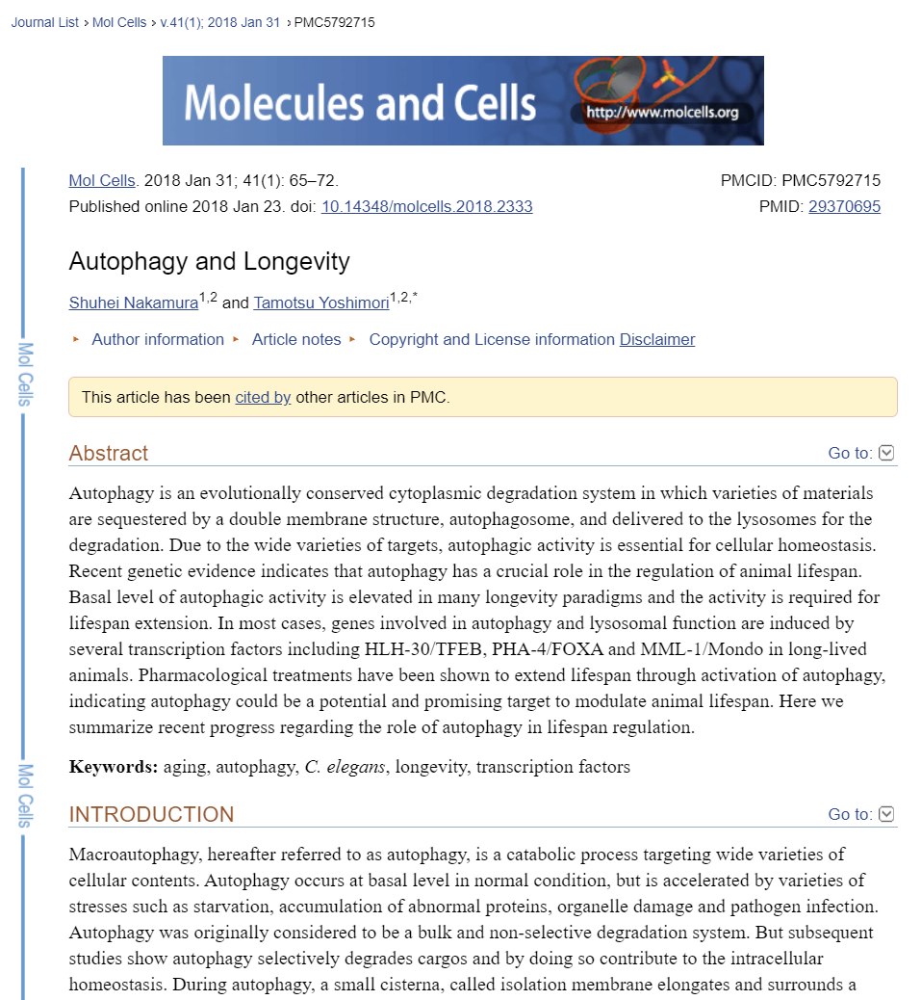 Journal List > Mol Cells > v.41(1); 2018 Jan 31 > PMC5792715
Molecules and Cells
http://www.molcells.org
Mol Cells. 2018 Jan 31; 41(1): 65–72.
PMCID: PMC5792715
Published online 2018 Jan 23. doi: 10.14348/molcells.2018.2333
PMID: 29370695
Autophagy and Longevity
Shuhei Nakamura1,2 and Tamotsu Yoshimori1,2,*
▸ Author information ▸ Article notes ▸ Copyright and License information Disclaimer
This article has been cited by other articles in PMC.
Abstract
Go to:
Autophagy is an evolutionally conserved cytoplasmic degradation system in which varieties of materials
are sequestered by a double membrane structure, autophagosome, and delivered to the lysosomes for the
degradation. Due to the wide varieties of targets, autophagic activity is essential for cellular homeostasis.
Recent genetic evidence indicates that autophagy has a crucial role in the regulation of animal lifespan.
Basal level of autophagic activity is elevated in many longevity paradigms and the activity is required for
lifespan extension. In most cases, genes involved in autophagy and lysosomal function are induced by
several transcription factors including HLH-30/TFEB, PHA-4/FOXA and MML-1/Mondo in long-lived
animals. Pharmacological treatments have been shown to extend lifespan through activation of autophagy,
indicating autophagy could be a potential and promising target to modulate animal lifespan. Here we
summarize recent progress regarding the role of autophagy in lifespan regulation.
Keywords: aging, autophagy, C. elegans, longevity, transcription factors
INTRODUCTION
Go to:
Macroautophagy, hereafter referred to as autophagy, is a catabolic process targeting wide varieties of
cellular contents. Autophagy occurs at basal level in normal condition, but is accelerated by varieties of
stresses such as starvation, accumulation of abnormal proteins, organelle damage and pathogen infection.
Autophagy was originally considered to be a bulk and non-selective degradation system. But subsequent
studies show autophagy selectively degrades cargos and by doing so contribute to the intracellular
homeostasis. During autophagy, a small cisterna, called isolation membrane elongates and surrounds a
Mol Cells
Mol Cells